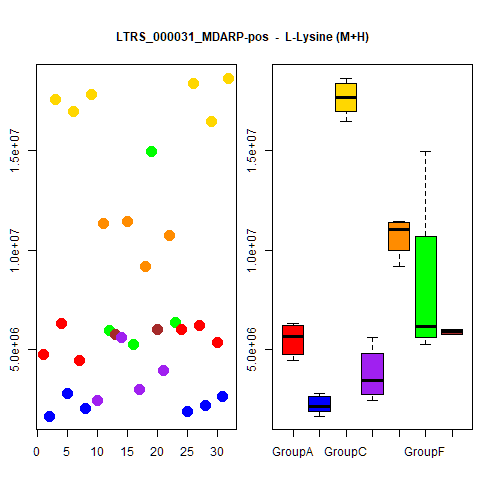 LTRS_000031_MDARP-pos - L-Lysine (M+H)
5.0e+06 1.0e+07 1.5e+07
5.0e+06 1.0e+07 1.5e+07
0 5 10 15 20 25 30
GroupA GroupC GroupF